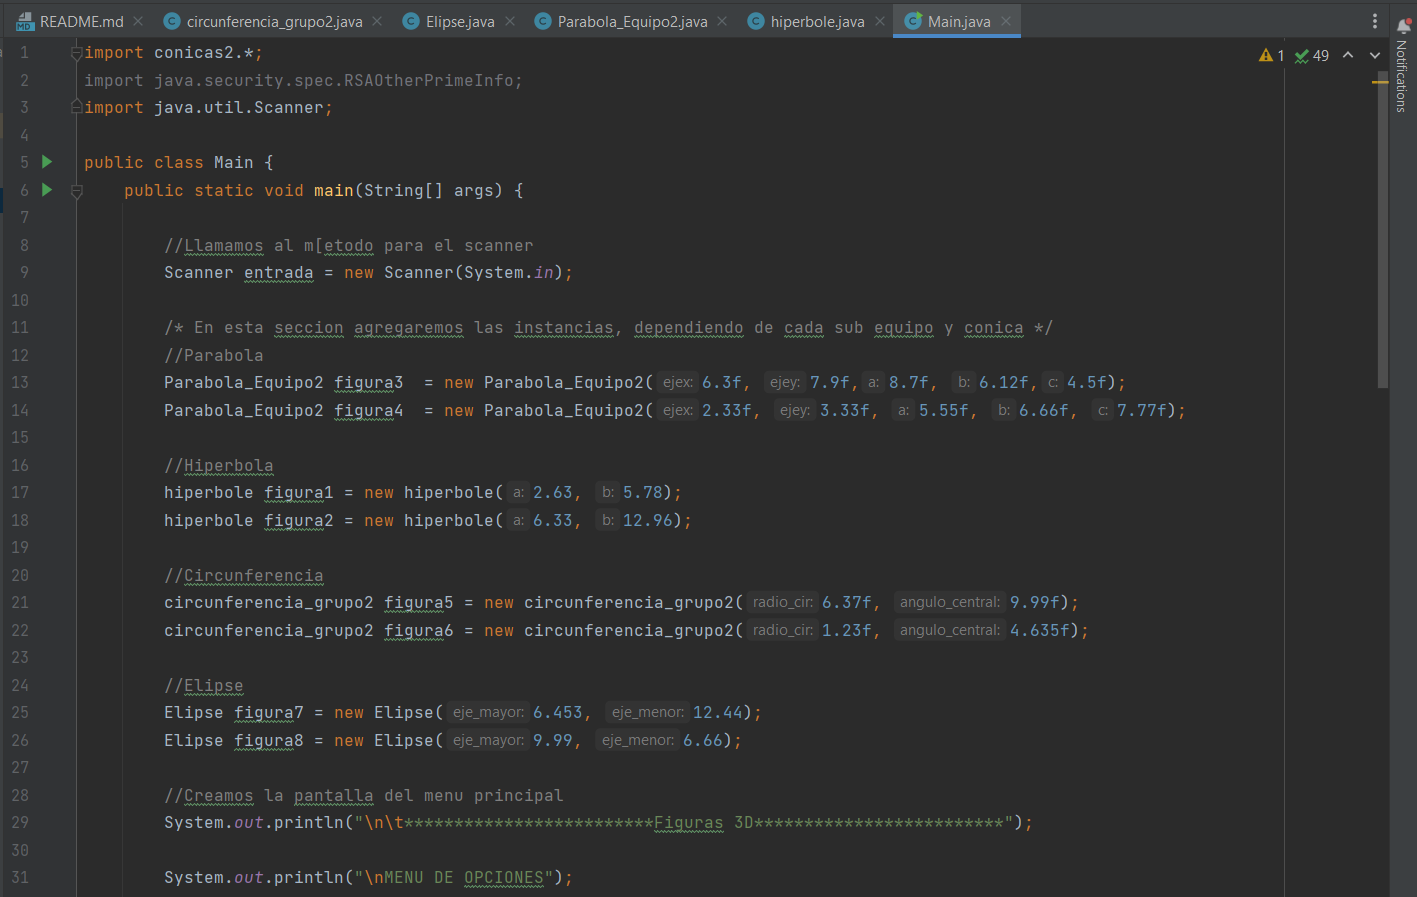 README.md circunferencia_grupo2.java Elipse.java Parabola_Equipo2.java hiperbole.java Main.java
1 import conicas2.*;
2 import java.security.spec.RSAOtherPrimeInfo;
3 import java.util.Scanner;
4
5 public class Main {
6 public static void main(String[] args) {
7
8 //Llamamos al m[etodo para el scanner
9 Scanner entrada = new Scanner(System.in);
10
11 /* En esta seccion agregaremos las instancias, dependiendo de cada sub equipo y conica */
12 //Parabola
13 Parabola_Equipo2 figura3  = new Parabola_Equipo2( ejex: 6.3f, ejey: 7.9f, a: 8.7f, b: 6.12f, c: 4.5f);
14 Parabola_Equipo2 figura4  = new Parabola_Equipo2( ejex: 2.33f, ejey: 3.33f, a: 5.55f, b: 6.66f, c: 7.77f);
15
16 //Hiperbola
17 hiperbole figura1 = new hiperbole( a: 2.63, b: 5.78);
18 hiperbole figura2 = new hiperbole( a: 6.33, b: 12.96);
19
20 //Circunferencia
21 circunferencia_grupo2 figura5 = new circunferencia_grupo2( radio_cir: 6.37f, angulo_central: 9.99f);
22 circunferencia_grupo2 figura6 = new circunferencia_grupo2( radio_cir: 1.23f, angulo_central: 4.635f);
23
24 //Elipse
25 Elipse figura7 = new Elipse( eje_mayor: 6.453, eje_menor: 12.44);
26 Elipse figura8 = new Elipse( eje_mayor: 9.99, eje_menor: 6.66);
27
28 //Creamos la pantalla del menu principal
29 System.out.println("\n\t*************************Figuras 3D*************************");
30
31 System.out.println("\nMENU DE OPCIONES");
1 49
Notifications